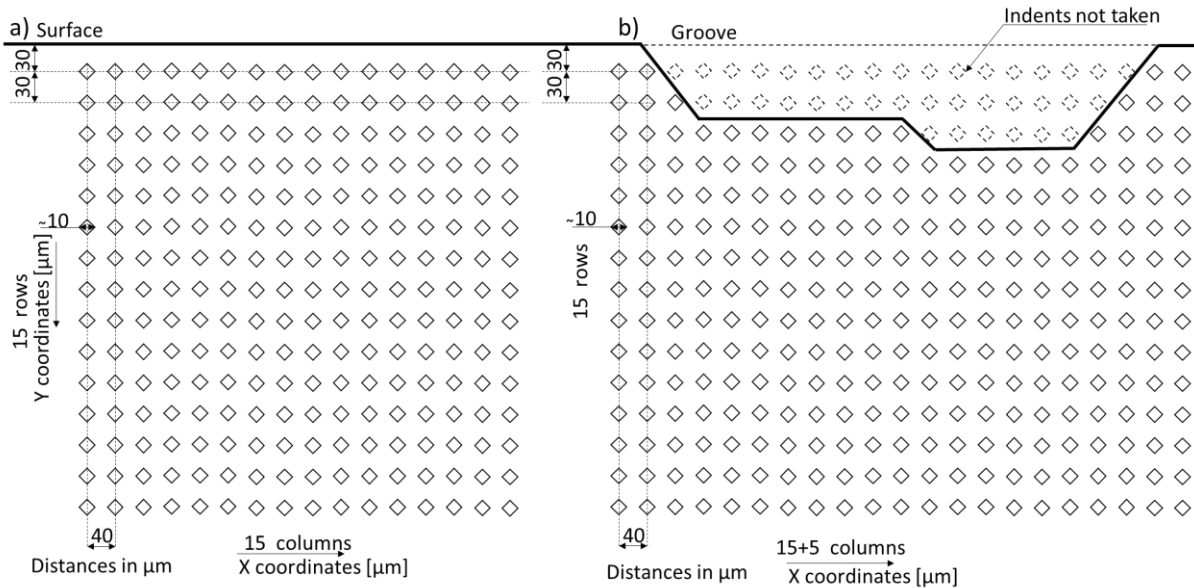 a) Surface
30
30
~10
15 rows
Y coordinates [µm]
40
Distances in µm
15 columns
X coordinates [µm]
b)
Groove
Indents not taken
30
30
~10
15 rows
40
Distances in µm
15+5 columns
X coordinates [µm]